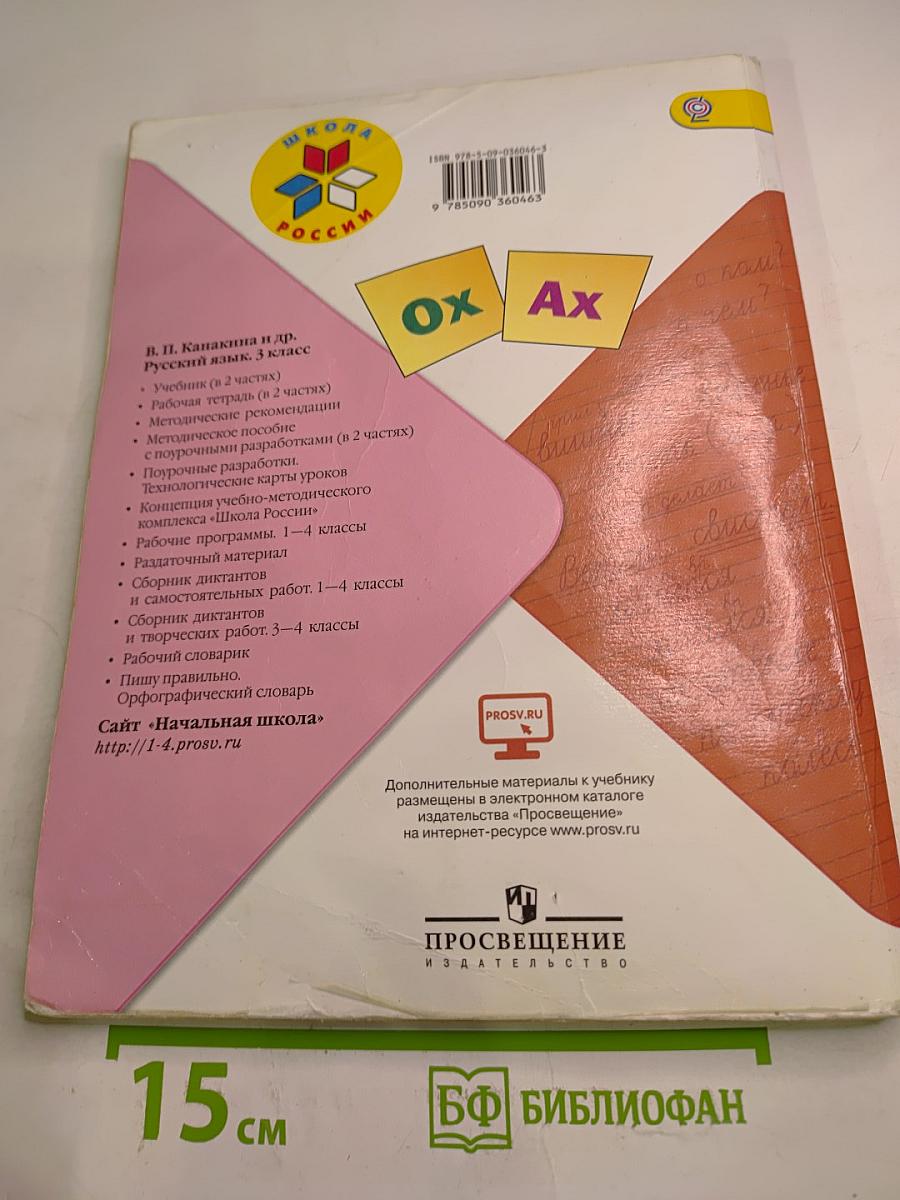 ШКОЛА
РОССИИ
ISBN 978-5-09-036046-3
9 785090 360463
Ох
Ах
о ком?
чем?
В. П. Канакина и др.
Русский язык. 3 класс
• Учебник (в 2 частях)
• Рабочая тетрадь (в 2 частях)
• Методические рекомендации
• Методическое пособие
с поурочными разработками (в 2 частях)
• Поурочные разработки.
Технологические карты уроков
• Концепция учебно-методического
комплекса «Школа России»
• Рабочие программы. 1—4 классы
• Раздаточный материал
• Сборник диктантов
и самостоятельных работ. 1—4 классы
• Сборник диктантов
и творческих работ. 3—4 классы
• Рабочий словарик
• Пишу правильно.
Орфографический словарь
Сайт «Начальная школа»
http://1-4.prosv.ru
PROSV.RU
Дополнительные материалы к учебнику
размещены в электронном каталоге
издательства «Просвещение»
на интернет-ресурсе www.prosv.ru
ПРОСВЕЩЕНИЕ
ИЗДАТЕЛЬСТВО
15 см
БФ БИБЛИОФАН